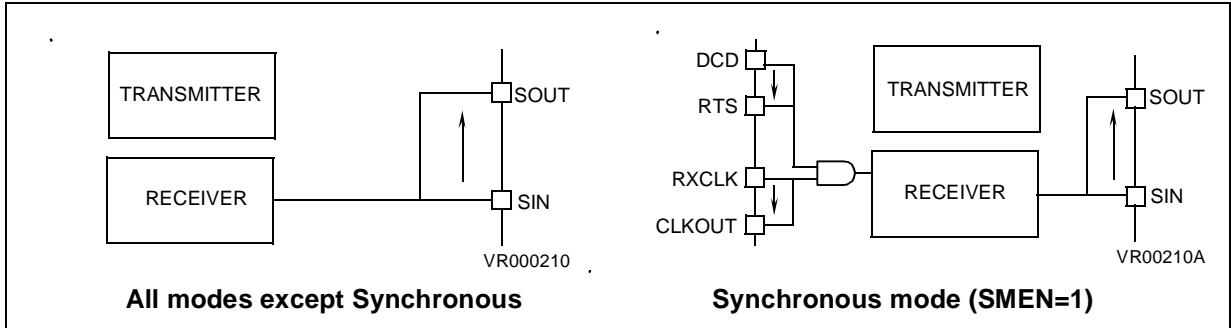 TRANSMITTER
RECEIVER
SOUT
SIN
VR000210
All modes except Synchronous
DCD
RTS
RXCLK
CLKOUT
TRANSMITTER
RECEIVER
SOUT
SIN
VR00210A
Synchronous mode (SMEN=1)